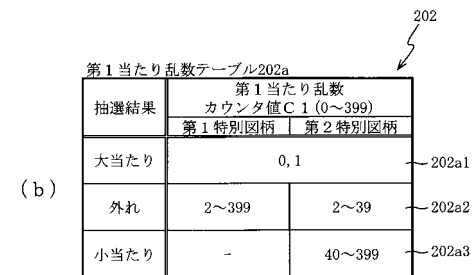 202
第1当たり乱数テーブル202a
抽選結果
第1当たり乱数
カウンタ値C1(0～399)
第1特別図柄 第2特別図柄
大当たり 0,1 202a1
(b)
外れ 2～399 2～39 202a2
小当たり - 40～399 202a3